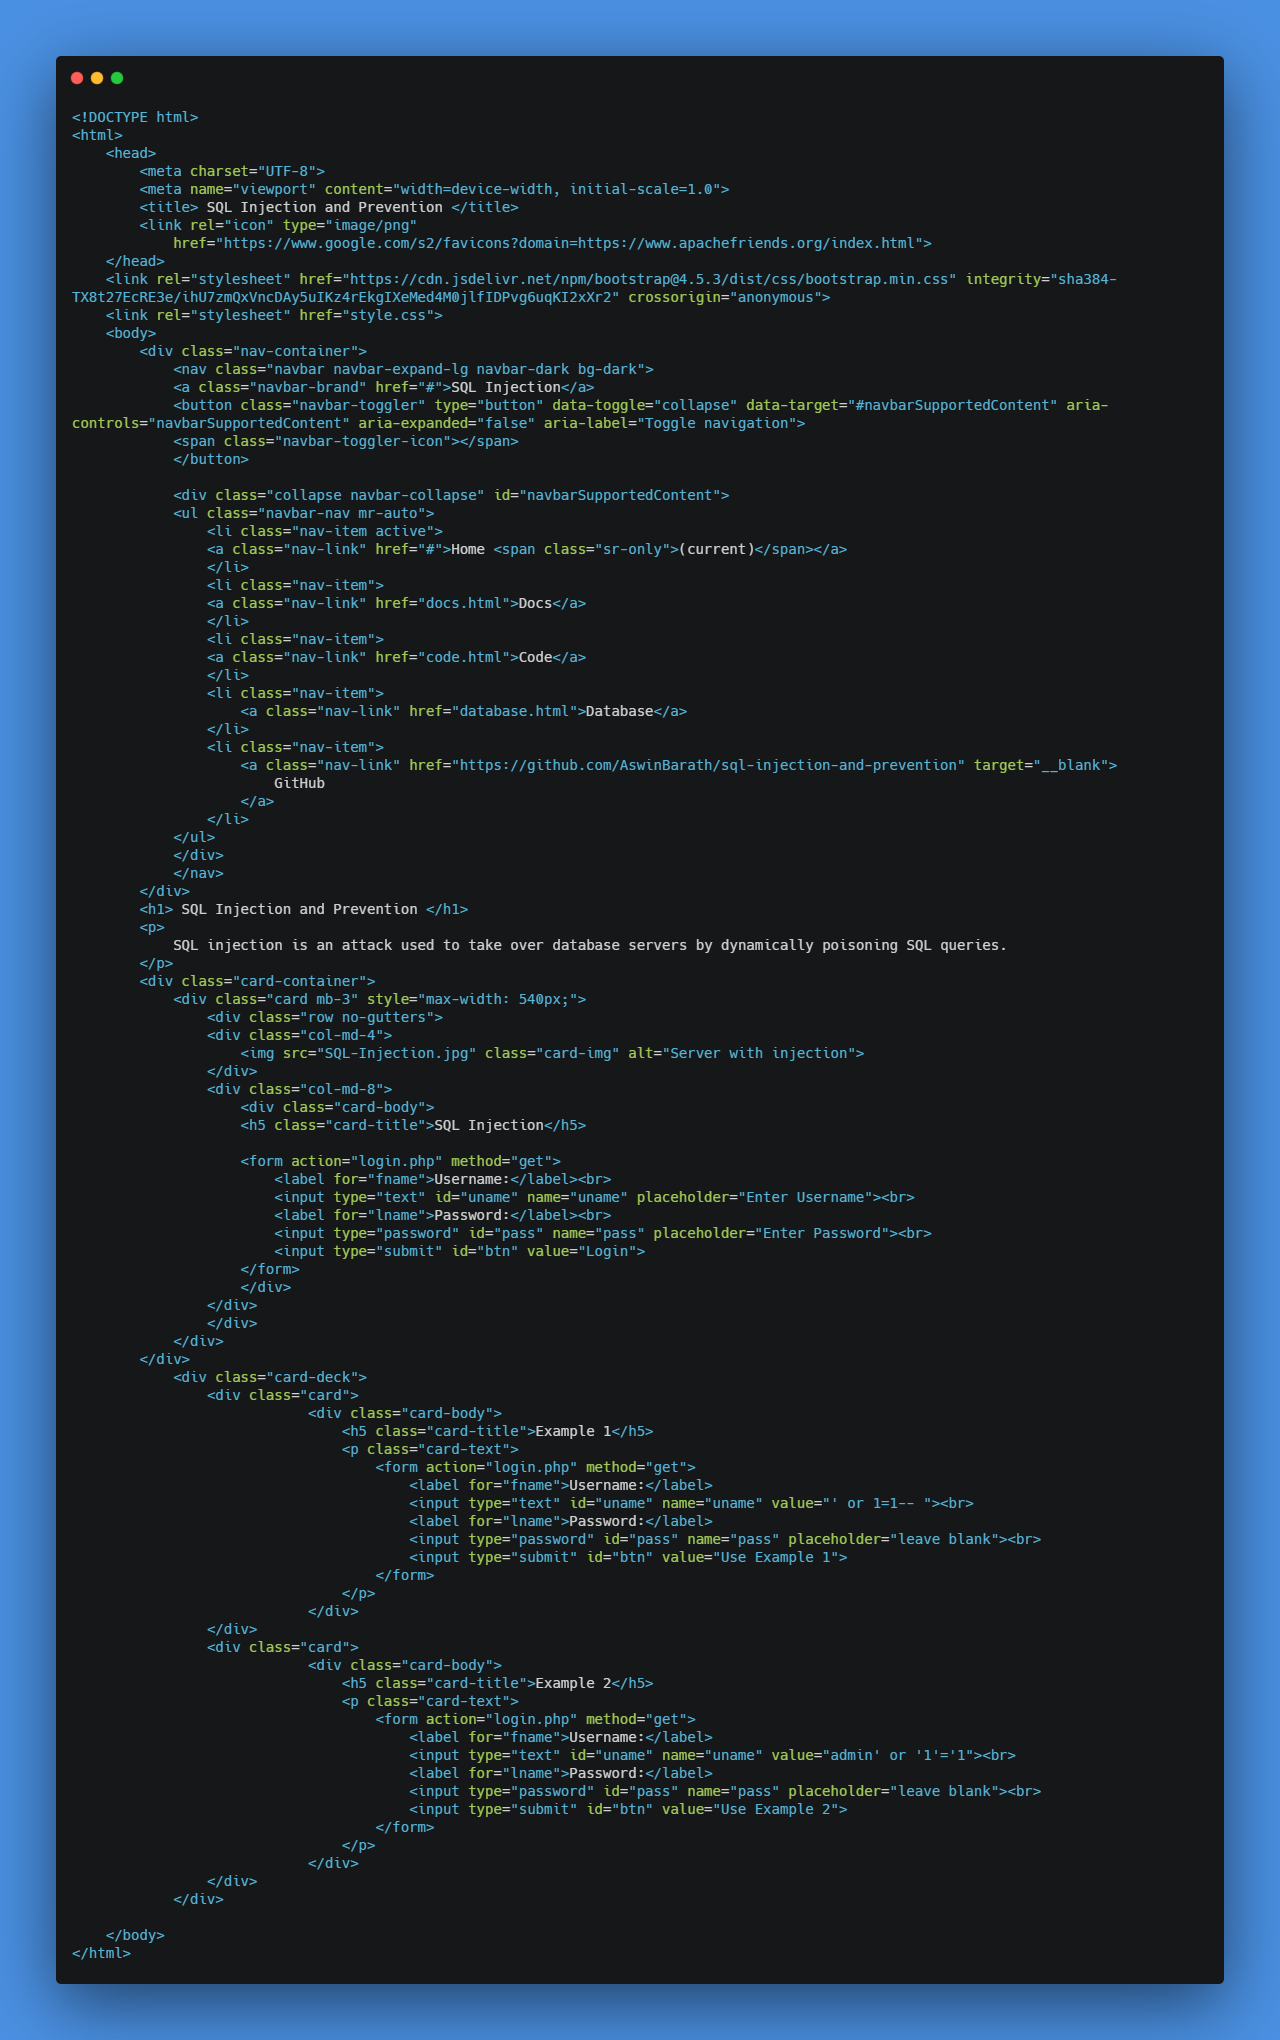 <!DOCTYPE html>
<html>
    <head>
        <meta charset="UTF-8">
        <meta name="viewport" content="width=device-width, initial-scale=1.0">
        <title> SQL Injection and Prevention </title>
        <link rel="icon" type="image/png"
            href="https://www.google.com/s2/favicons?domain=https://www.apachefriends.org/index.html">
    </head>
    <link rel="stylesheet" href="https://cdn.jsdelivr.net/npm/bootstrap@4.5.3/dist/css/bootstrap.min.css" integrity="sha384-
TX8t27EcRE3e/ihU7zmQxVncDAy5uIKz4rEkgIXeMed4M0jlfIDPvg6uqKI2xXr2" crossorigin="anonymous">
    <link rel="stylesheet" href="style.css">
    <body>
        <div class="nav-container">
            <nav class="navbar navbar-expand-lg navbar-dark bg-dark">
            <a class="navbar-brand" href="#">SQL Injection</a>
            <button class="navbar-toggler" type="button" data-toggle="collapse" data-target="#navbarSupportedContent" aria-
controls="navbarSupportedContent" aria-expanded="false" aria-label="Toggle navigation">
            <span class="navbar-toggler-icon"></span>
            </button>

            <div class="collapse navbar-collapse" id="navbarSupportedContent">
            <ul class="navbar-nav mr-auto">
                <li class="nav-item active">
                <a class="nav-link" href="#">Home <span class="sr-only">(current)</span></a>
                </li>
                <li class="nav-item">
                <a class="nav-link" href="docs.html">Docs</a>
                </li>
                <li class="nav-item">
                <a class="nav-link" href="code.html">Code</a>
                </li>
                <li class="nav-item">
                    <a class="nav-link" href="database.html">Database</a>
                </li>
                <li class="nav-item">
                    <a class="nav-link" href="https://github.com/AswinBarath/sql-injection-and-prevention" target="__blank">
                        GitHub
                    </a>
                </li>
            </ul>
            </div>
            </nav>
        </div>
        <h1> SQL Injection and Prevention </h1>
        <p>
            SQL injection is an attack used to take over database servers by dynamically poisoning SQL queries.
        </p>
        <div class="card-container">
            <div class="card mb-3" style="max-width: 540px;">
                <div class="row no-gutters">
                <div class="col-md-4">
                    <img src="SQL-Injection.jpg" class="card-img" alt="Server with injection">
                </div>
                <div class="col-md-8">
                    <div class="card-body">
                    <h5 class="card-title">SQL Injection</h5>

                    <form action="login.php" method="get">
                        <label for="fname">Username:</label><br>
                        <input type="text" id="uname" name="uname" placeholder="Enter Username"><br>
                        <label for="lname">Password:</label><br>
                        <input type="password" id="pass" name="pass" placeholder="Enter Password"><br>
                        <input type="submit" id="btn" value="Login">
                    </form>
                    </div>
                </div>
                </div>
            </div>
        </div>
            <div class="card-deck">
                <div class="card">
                            <div class="card-body">
                                <h5 class="card-title">Example 1</h5>
                                <p class="card-text">
                                    <form action="login.php" method="get">
                                        <label for="fname">Username:</label>
                                        <input type="text" id="uname" name="uname" value="' or 1=1-- "><br>
                                        <label for="lname">Password:</label>
                                        <input type="password" id="pass" name="pass" placeholder="leave blank"><br>
                                        <input type="submit" id="btn" value="Use Example 1">
                                    </form>
                                </p>
                            </div>
                </div>
                <div class="card">
                            <div class="card-body">
                                <h5 class="card-title">Example 2</h5>
                                <p class="card-text">
                                    <form action="login.php" method="get">
                                        <label for="fname">Username:</label>
                                        <input type="text" id="uname" name="uname" value="admin' or '1'='1"><br>
                                        <label for="lname">Password:</label>
                                        <input type="password" id="pass" name="pass" placeholder="leave blank"><br>
                                        <input type="submit" id="btn" value="Use Example 2">
                                    </form>
                                </p>
                            </div>
                </div>
            </div>

    </body>
</html>